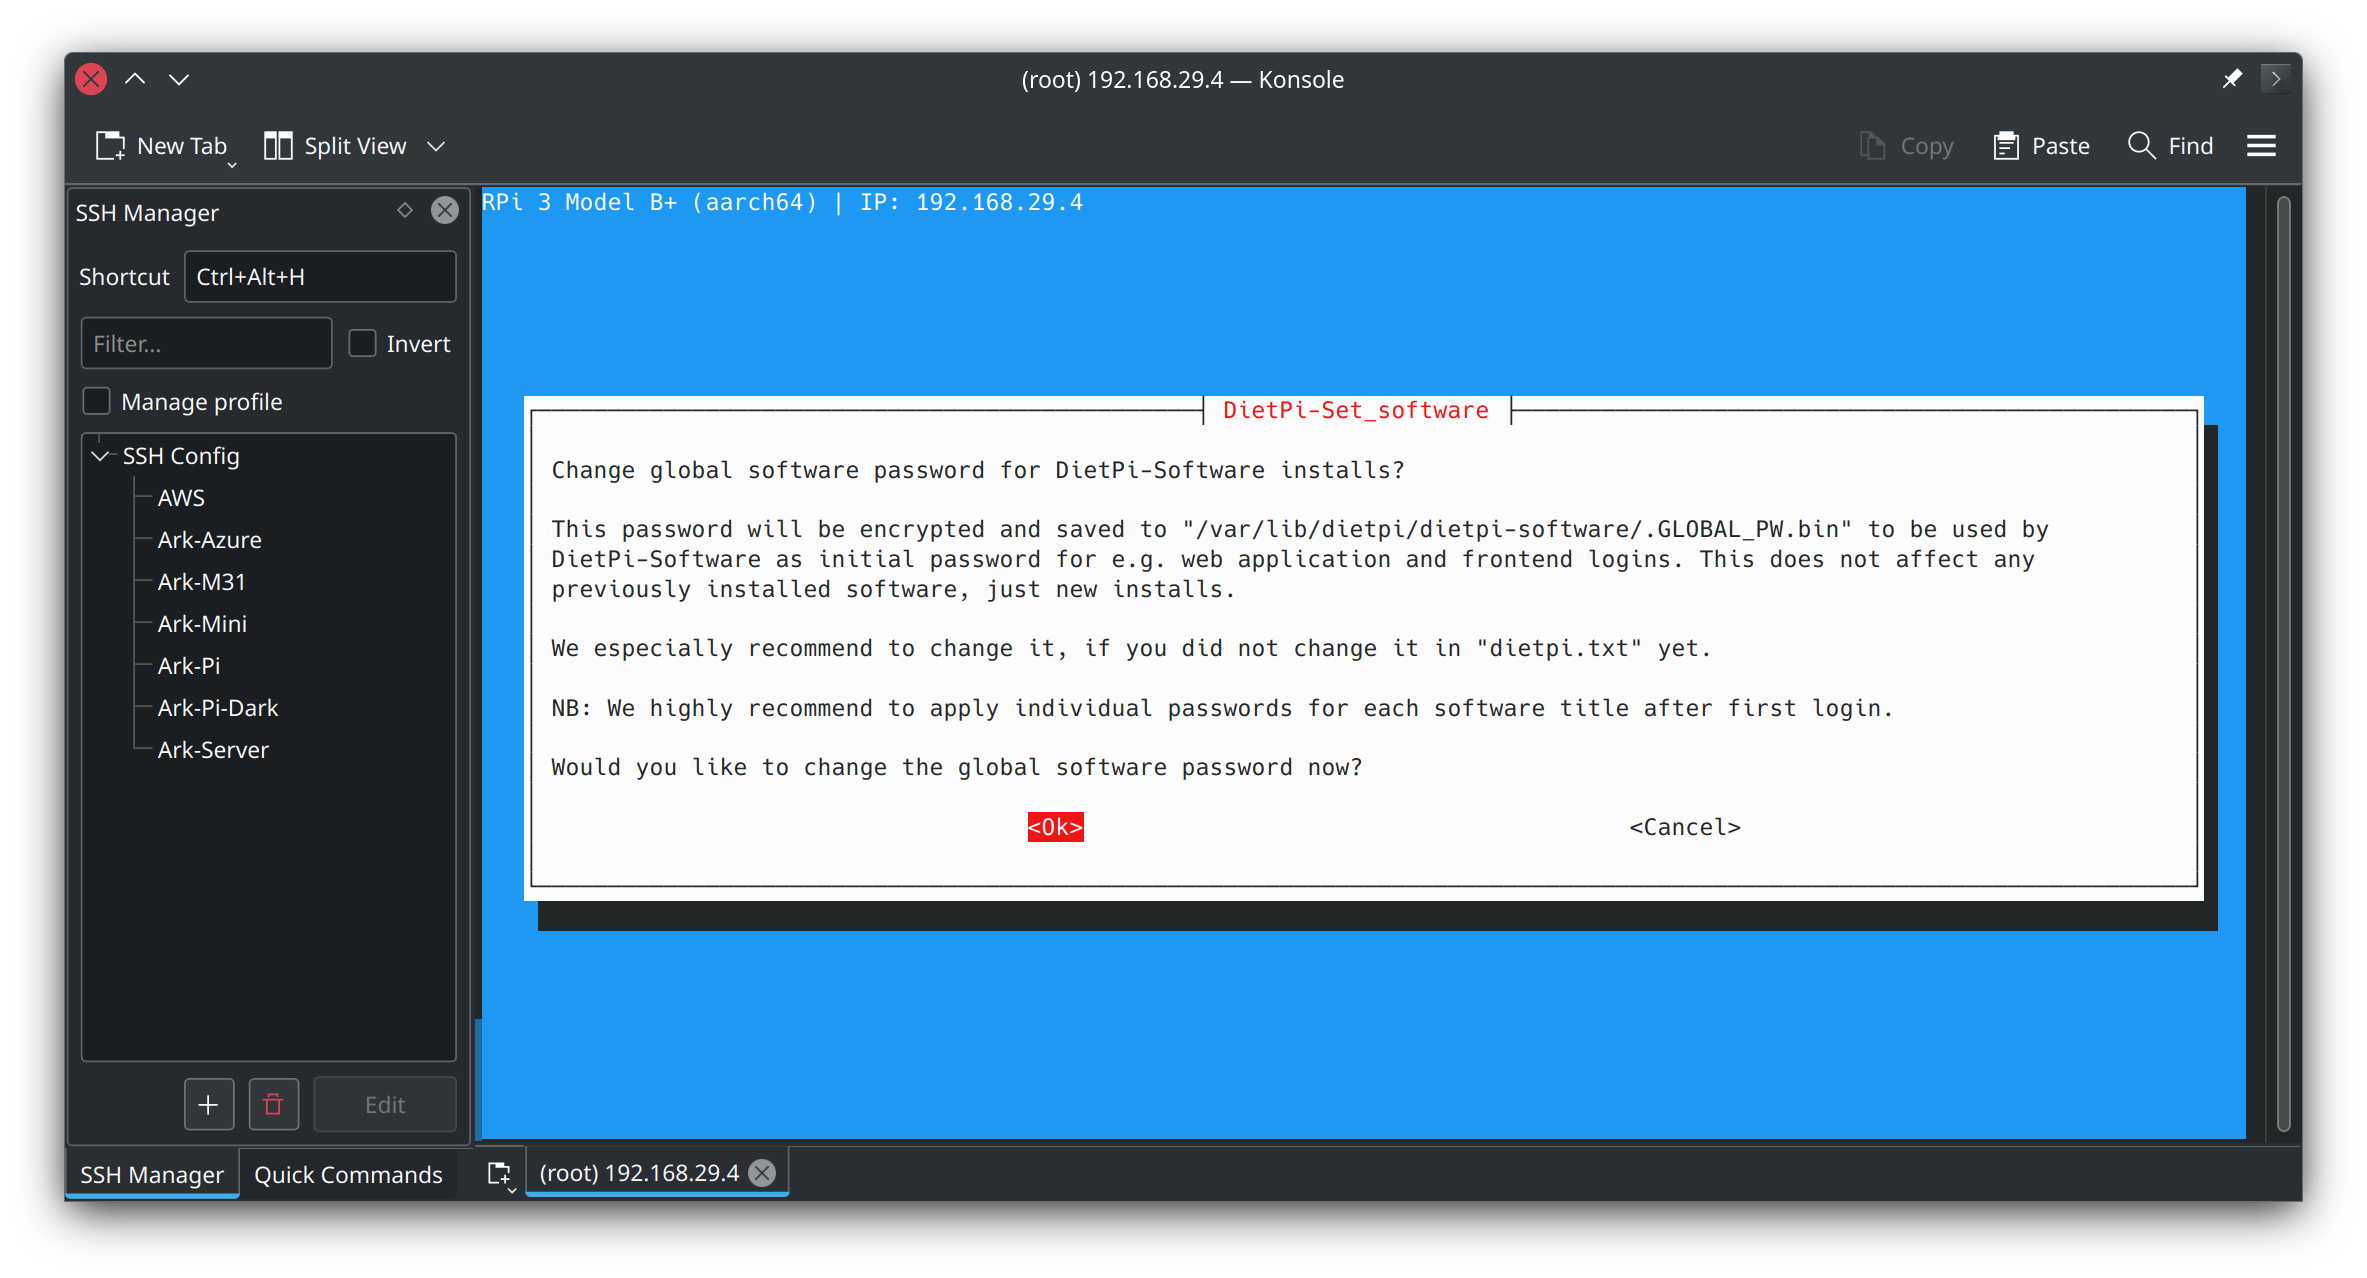 (root) 192.168.29.4 — Konsole
New Tab
Split View
Copy
Paste
Find
SSH Manager
Shortcut
Ctrl+Alt+H
Filter...
Invert
Manage profile
SSH Config
AWS
Ark-Azure
Ark-M31
Ark-Mini
Ark-Pi
Ark-Pi-Dark
Ark-Server
Edit
SSH Manager
Quick Commands
RPi 3 Model B+ (aarch64) | IP: 192.168.29.4
DietPi-Set_software
Change global software password for DietPi-Software installs?
This password will be encrypted and saved to "/var/lib/dietpi/dietpi-software/.GLOBAL_PW.bin" to be used by
DietPi-Software as initial password for e.g. web application and frontend logins. This does not affect any
previously installed software, just new installs.
We especially recommend to change it, if you did not change it in "dietpi.txt" yet.
NB: We highly recommend to apply individual passwords for each software title after first login.
Would you like to change the global software password now?
<Ok>
<Cancel>
(root) 192.168.29.4